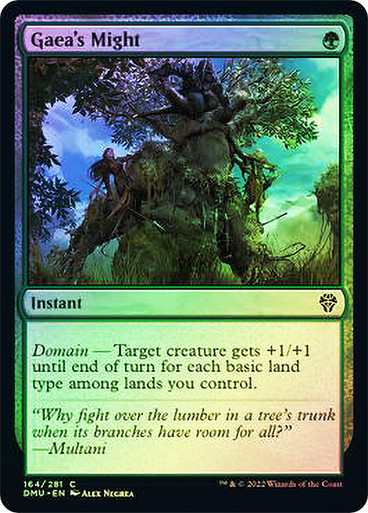 Gaea's Might
Instant
Domain — Target creature gets +1/+1
until end of turn for each basic land
type among lands you control.
"Why fight over the lumber in a tree's trunk
when its branches have room for all?"
—Multani
164/281 C
DMU • EN Alex Negrea
™ & © 2022 Wizards of the Coast